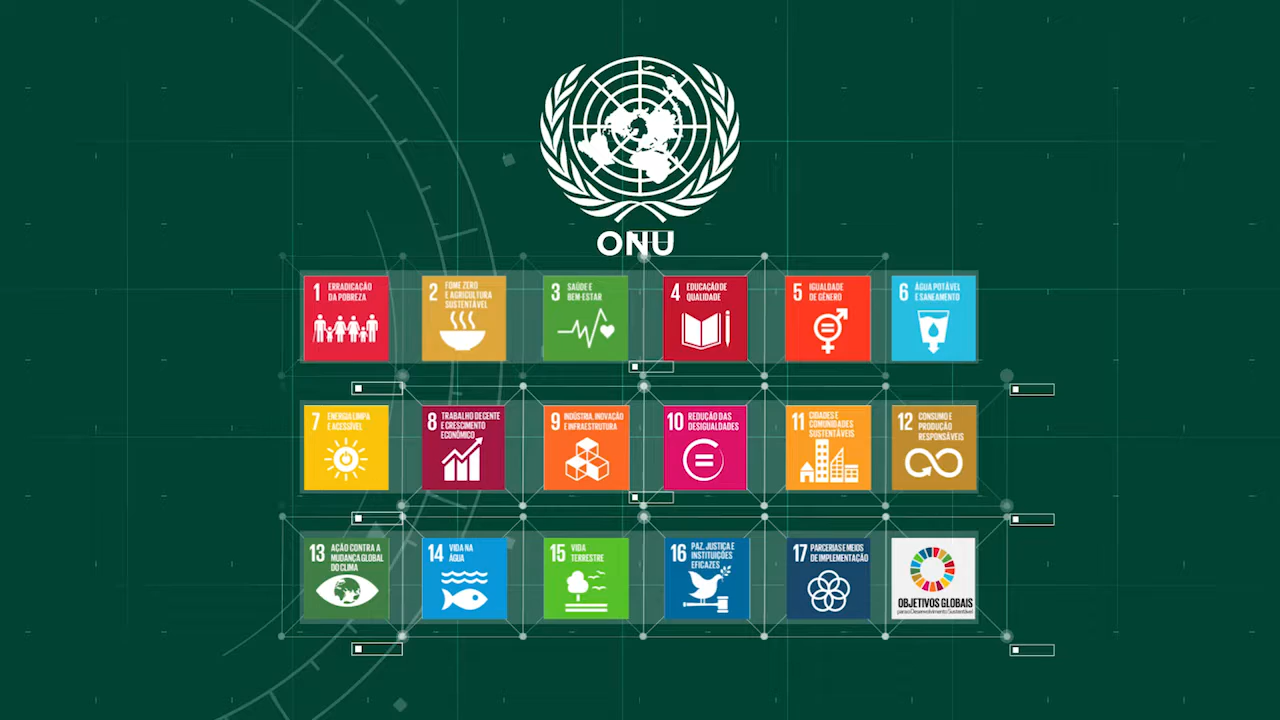 ONU
1 ERRADICAÇÃO
DA POBREZA
2 FOME ZERO
E AGRICULTURA
SUSTENTÁVEL
3 SAÚDE E
BEM-ESTAR
4 EDUCAÇÃO DE
QUALIDADE
5 IGUALDADE
DE GÊNERO
6 ÁGUA POTÁVEL
E SANEAMENTO
7 ENERGIA LIMPA
E ACESSÍVEL
8 TRABALHO DECENTE
E CRESCIMENTO
ECONÔMICO
9 INDÚSTRIA, INOVAÇÃO
E INFRAESTRUTURA
10 REDUÇÃO DAS
DESIGUALDADES
11 CIDADES E
COMUNIDADES
SUSTENTÁVEIS
12 CONSUMO E
PRODUÇÃO
RESPONSÁVEIS
13 AÇÃO CONTRA A
MUDANÇA GLOBAL
DO CLIMA
14 VIDA NA
ÁGUA
15 VIDA
TERRESTRE
16 PAZ, JUSTIÇA E
INSTITUIÇÕES
EFICAZES
17 PARCERIAS E MEIOS
DE IMPLEMENTAÇÃO
OBJETIVOS GLOBAIS
para o Desenvolvimento Sustentável